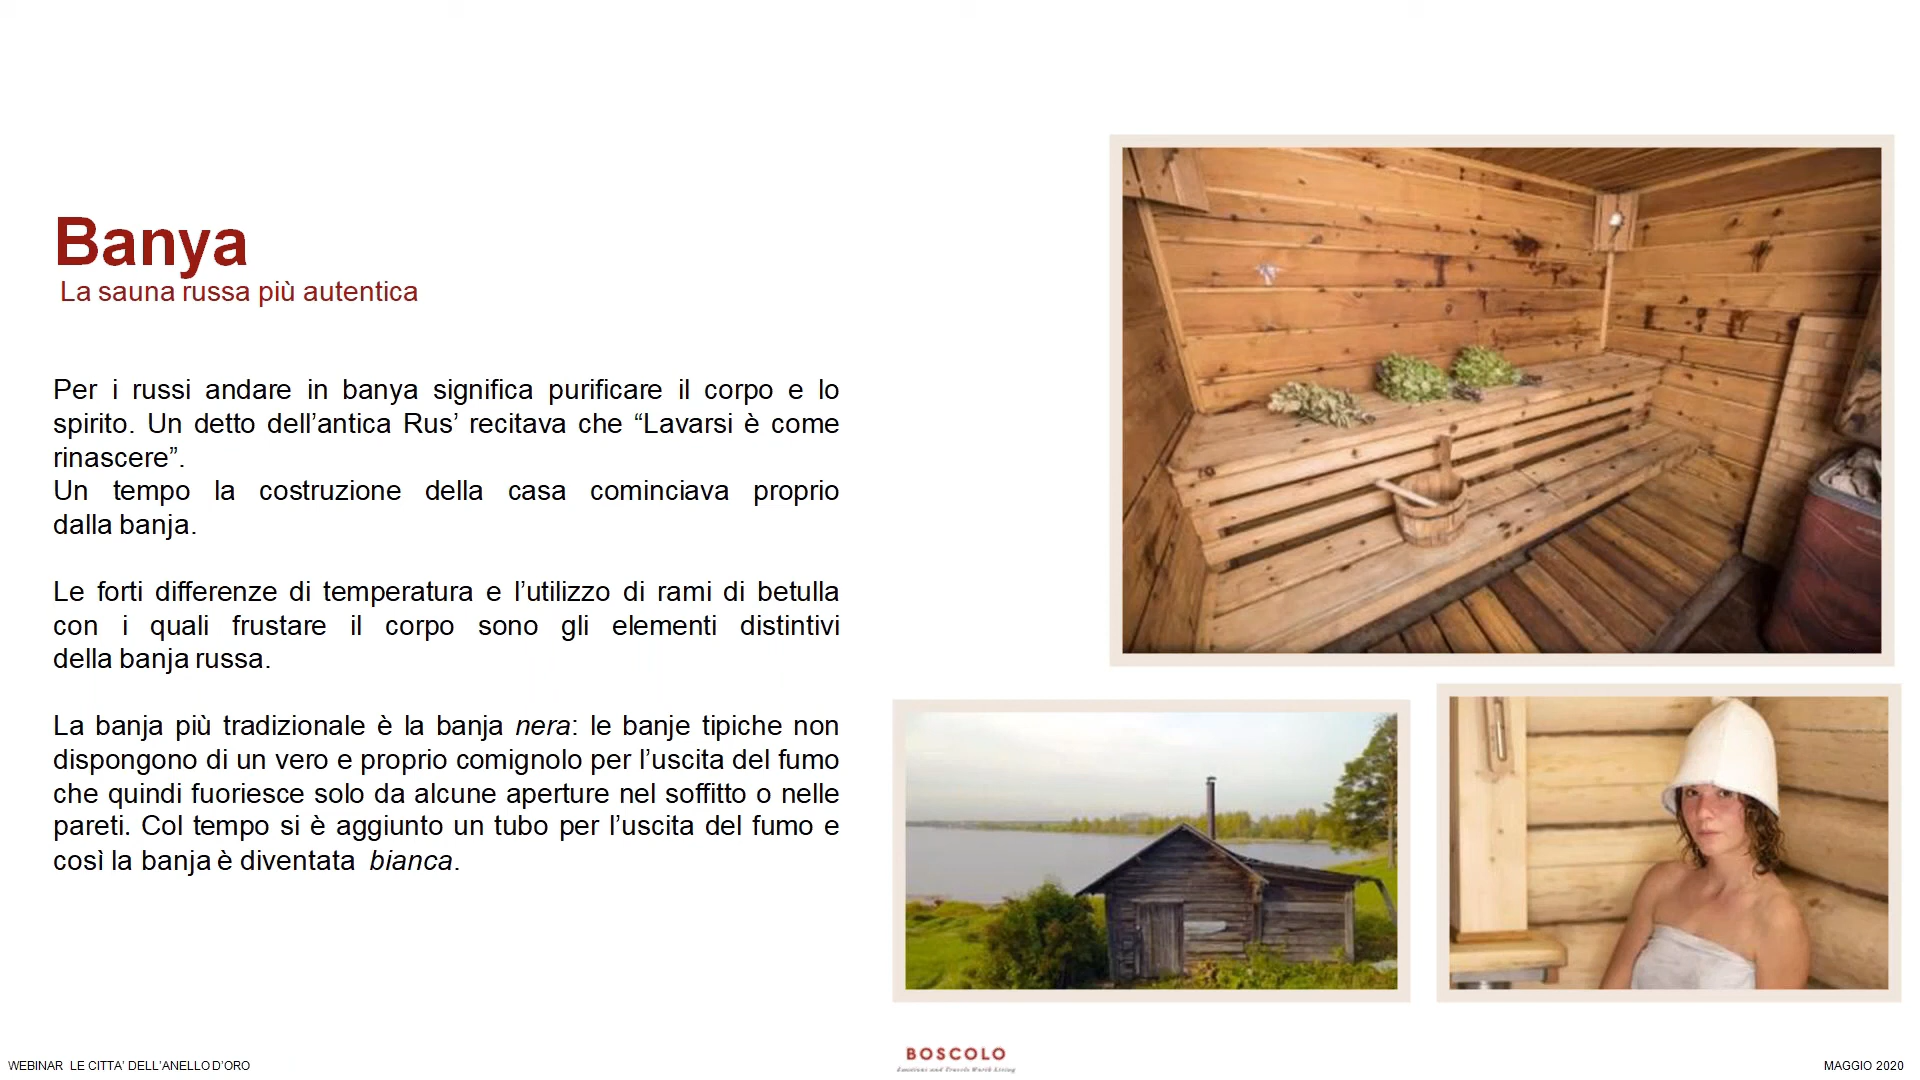 Banya
La sauna russa più autentica
Per i russi andare in banya significa purificare il corpo e lo
spirito. Un detto dell’antica Rus’ recitava che “Lavarsi è come
rinascere”.
Un tempo la costruzione della casa cominciava proprio
dalla banja.
Le forti differenze di temperatura e l’utilizzo di rami di betulla
con i quali frustare il corpo sono gli elementi distintivi
della banja russa.
La banja più tradizionale è la banja nera: le banje tipiche non
dispongono di un vero e proprio comignolo per l’uscita del fumo
che quindi fuoriesce solo da alcune aperture nel soffitto o nelle
pareti. Col tempo si è aggiunto un tubo per l’uscita del fumo e
così la banja è diventata bianca.
WEBINAR LE CITTA’ DELL’ANELLO D’ORO
BOSCOLO
Emotions and Travels Worth Living
MAGGIO 2020